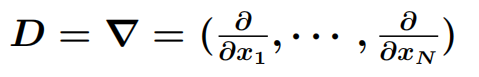 D = ∇ = (∂/∂x₁, ⋯ , ∂/∂x_N)